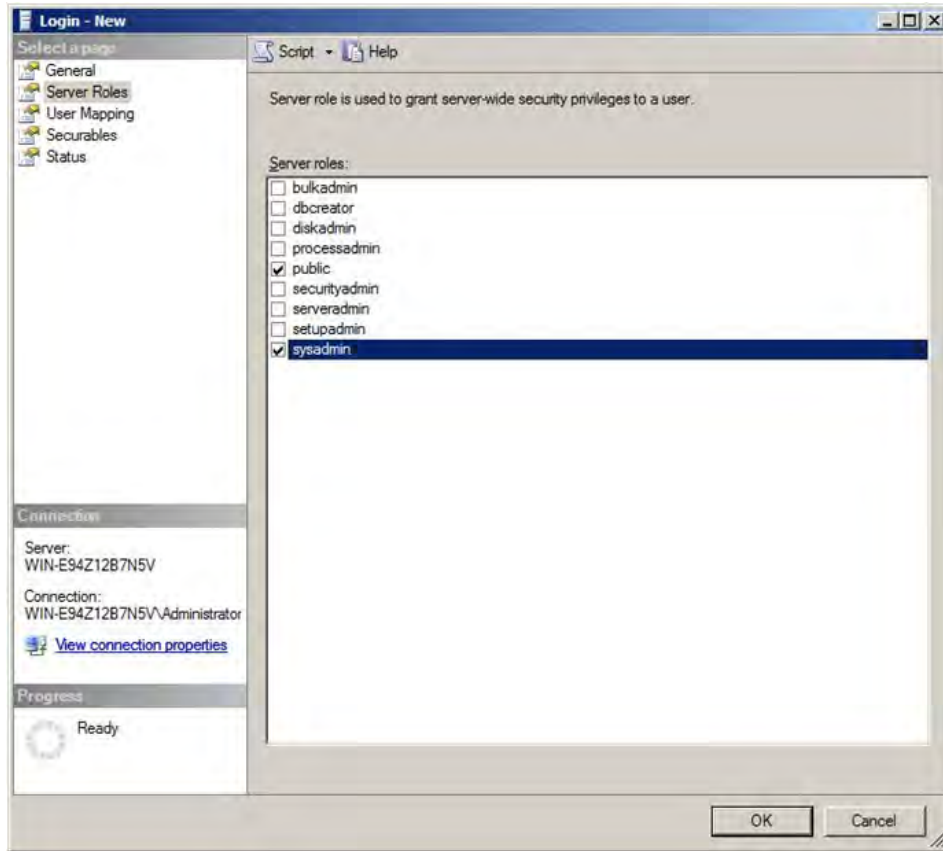 Login - New
Select a page
General
Server Roles
User Mapping
Securables
Status
Script
Help
Server role is used to grant server-wide security privileges to a user.
Server roles:
bulkadmin
dbcreator
diskadmin
processadmin
public
securityadmin
serveradmin
setupadmin
sysadmin
Connection
Server:
WIN-E94Z12B7N5V
Connection:
WIN-E94Z12B7N5V\Administrator
View connection properties
Progress
Ready
OK
Cancel